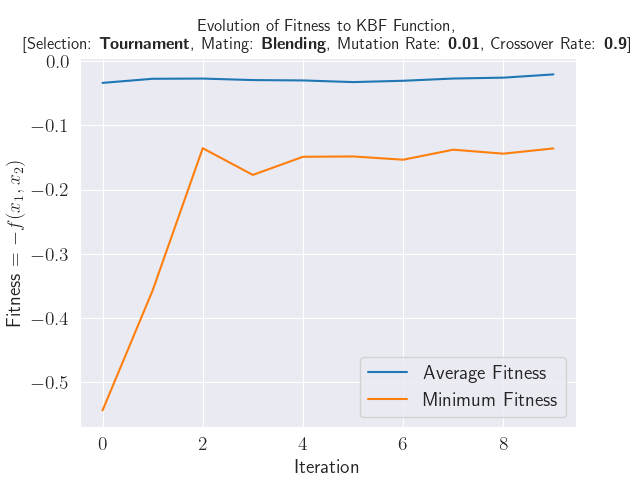 Evolution of Fitness to KBF Function,
[Selection: Tournament, Mating: Blending, Mutation Rate: 0.01, Crossover Rate: 0.9]
0.0
−0.1
−0.2
−0.3
−0.4
−0.5
Fitness = −f(x₁, x₂)
Average Fitness
Minimum Fitness
0 2 4 6 8
Iteration